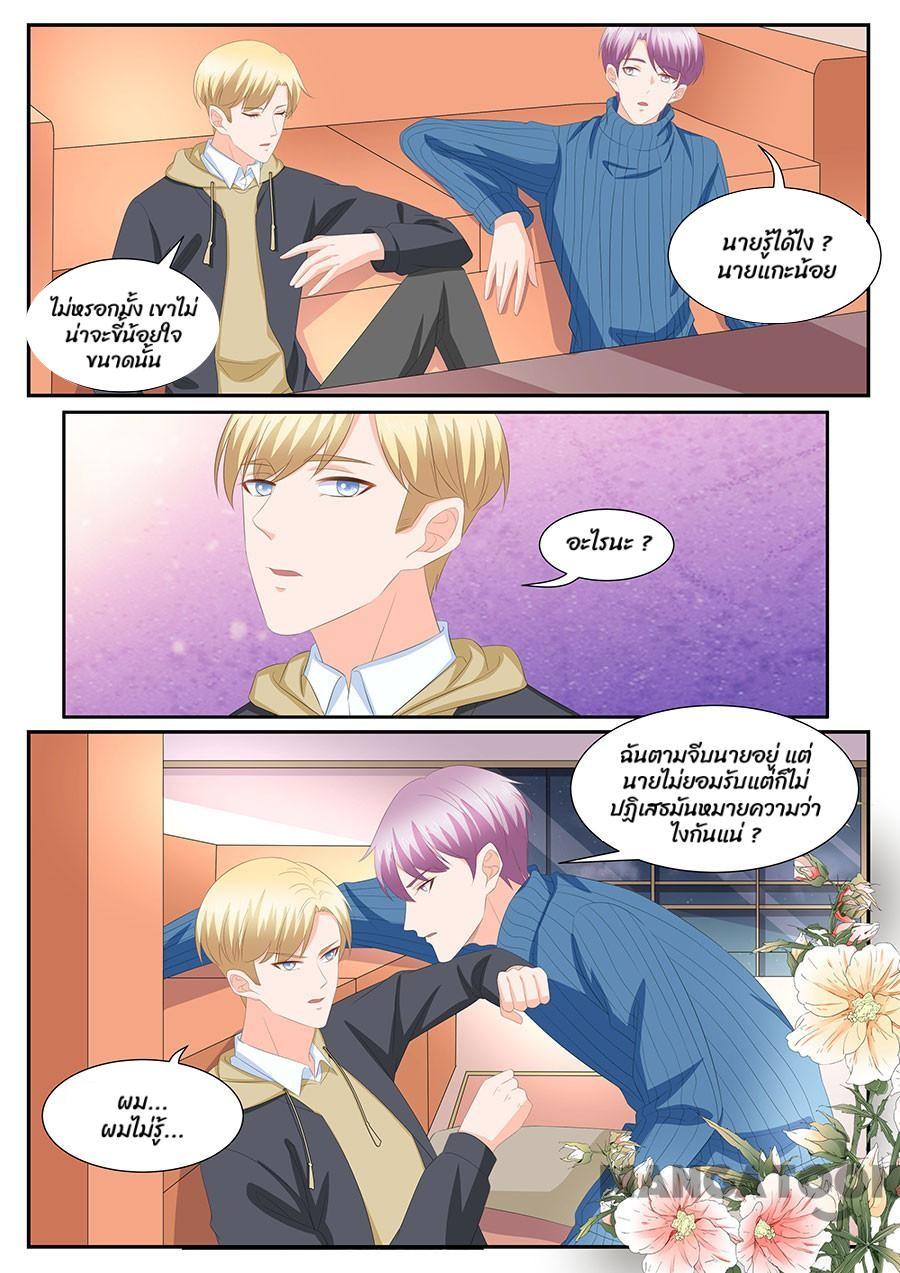 ไม่หรอกมั้ง เขาไม่
น่าจะขี้น้อยใจ
ขนาดนั้น
นายรู้ได้ไง ?
นายแกะน้อย
อะไรนะ ?
ฉันตามจีบนายอยู่ แต่
นายไม่ยอมรับแต่ก็ไม่
ปฏิเสธมันหมายความว่า
ไงกันแน่ ?
ผม...
ผมไม่รู้...
MANGATOON